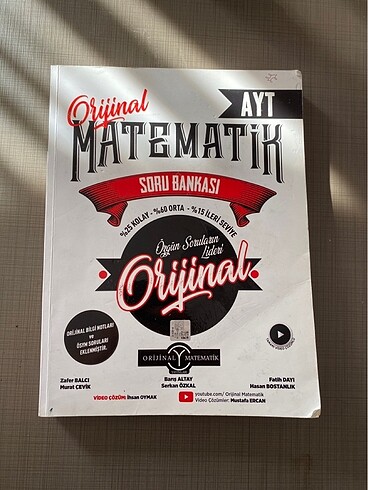 Orijinal
AYT
MATEMATİK
SORU BANKASI
%25 KOLAY - %60 ORTA - %15 İLERİ SEVİYE
Özgün Soruların
Lideri
Orijinal
ORİJİNAL BİLGİ NOTLARI
ve
ÖSYM SORULARI
EKLENMİŞTİR.
ORİJİNAL MATEMATİK
Zafer BALCI
Murat ÇEVİK
Barış ALTAY
Serkan ÖZKAL
Fatih DAYI
Hasan BOSTANLIK
VİDEO ÇÖZÜM: İhsan OYMAK
youtube.com/ Orijinal Matematik
Video Çözümler: Mustafa ERCAN